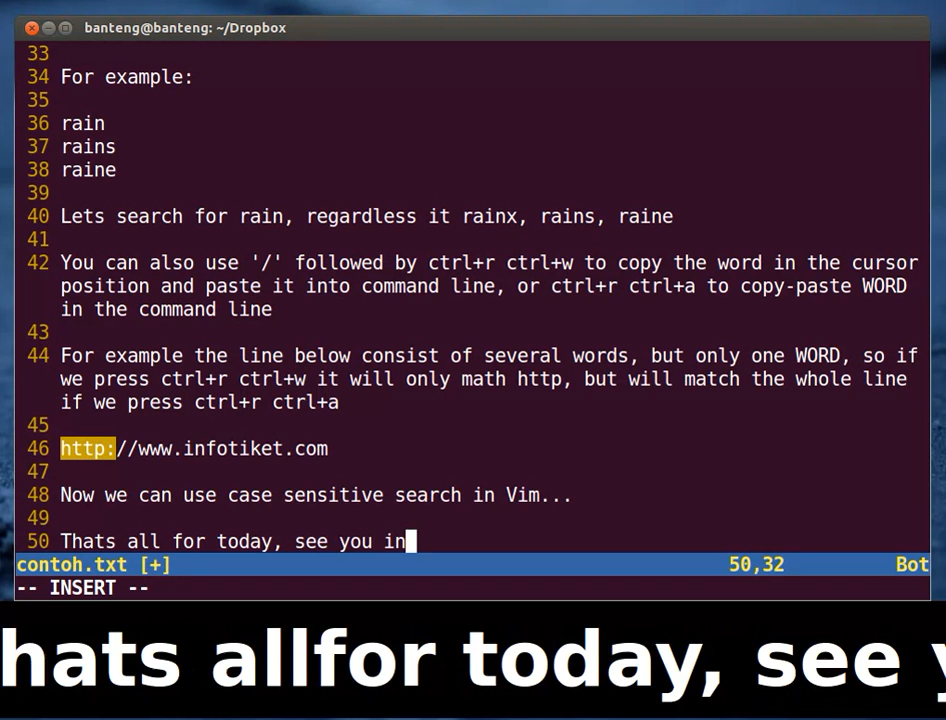 banteng@banteng: ~/Dropbox
33
34 For example:
35
36 rain
37 rains
38 raine
39
40 Lets search for rain, regardless it rainx, rains, raine
41
42 You can also use '/' followed by ctrl+r ctrl+w to copy the word in the cursor
position and paste it into command line, or ctrl+r ctrl+a to copy-paste WORD
in the command line
43
44 For example the line below consist of several words, but only one WORD, so if
we press ctrl+r ctrl+w it will only math http, but will match the whole line
if we press ctrl+r ctrl+a
45
46 http://www.infotiket.com
47
48 Now we can use case sensitive search in Vim...
49
50 Thats all for today, see you in
contoh.txt [+] 50,32 Bot
-- INSERT --
hats allfor today, see y